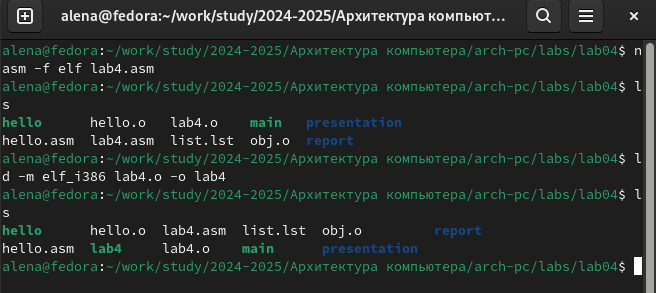 alena@fedora:~/work/study/2024-2025/Архитектура компьют...
alena@fedora:~/work/study/2024-2025/Архитектура компьютера/arch-pc/labs/lab04$ n
asm -f elf lab4.asm
alena@fedora:~/work/study/2024-2025/Архитектура компьютера/arch-pc/labs/lab04$ l
s
hello      hello.o   lab4.o    main   presentation
hello.asm  lab4.asm  list.lst  obj.o  report
alena@fedora:~/work/study/2024-2025/Архитектура компьютера/arch-pc/labs/lab04$ l
d -m elf_i386 lab4.o -o lab4
alena@fedora:~/work/study/2024-2025/Архитектура компьютера/arch-pc/labs/lab04$ l
s
hello      hello.o  lab4.asm  list.lst  obj.o         report
hello.asm  lab4     lab4.o    main      presentation
alena@fedora:~/work/study/2024-2025/Архитектура компьютера/arch-pc/labs/lab04$